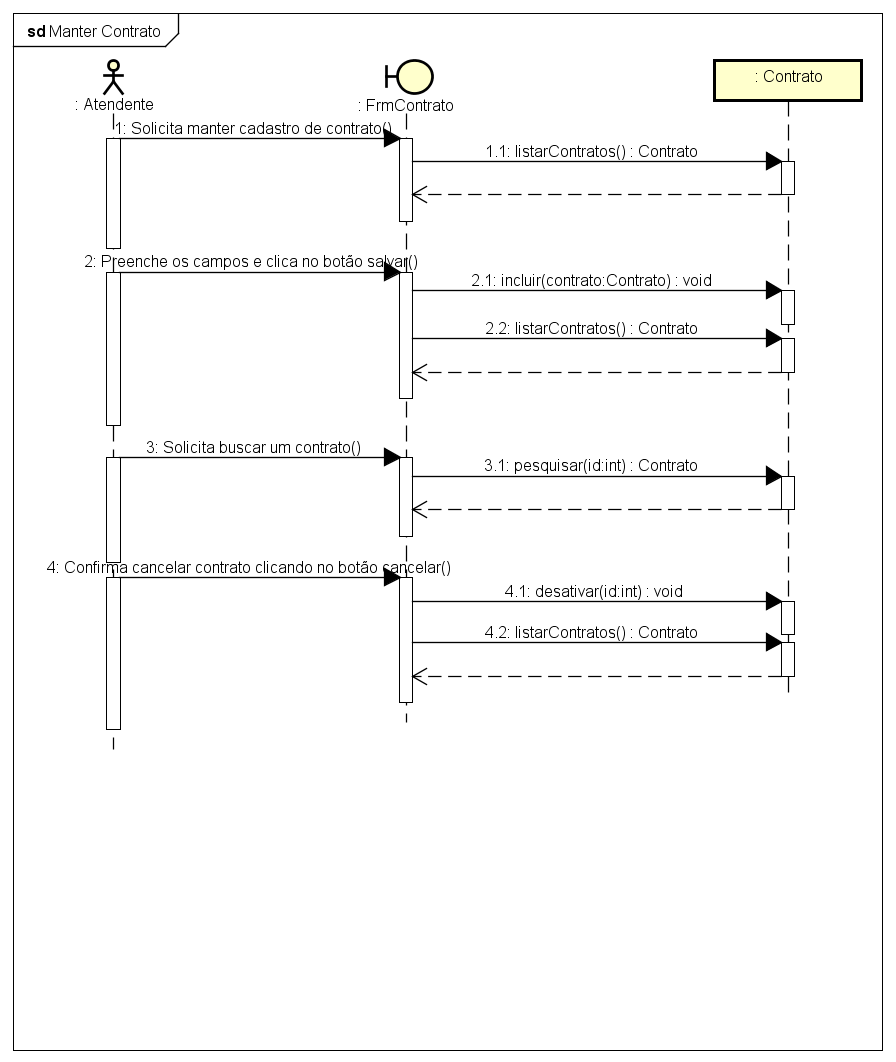 sd Manter Contrato
: Atendente
: FrmContrato
: Contrato
1: Solicita manter cadastro de contrato()
1.1: listarContratos() : Contrato
2: Preenche os campos e clica no botão salvar()
2.1: incluir(contrato:Contrato) : void
2.2: listarContratos() : Contrato
3: Solicita buscar um contrato()
3.1: pesquisar(id:int) : Contrato
4: Confirma cancelar contrato clicando no botão cancelar()
4.1: desativar(id:int) : void
4.2: listarContratos() : Contrato